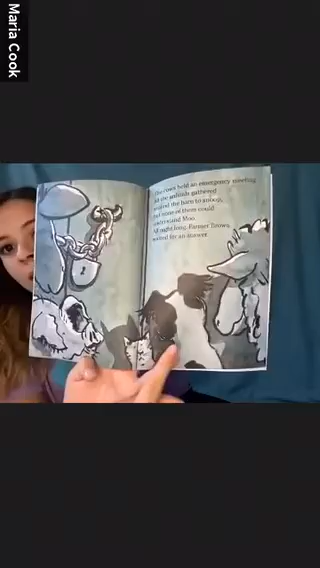 Maria Cook
The cows held an emergency meeting.
All the animals gathered
around the barn to snoop,
but none of them could
understand Moo.
All night long, Farmer Brown
waited for an answer.